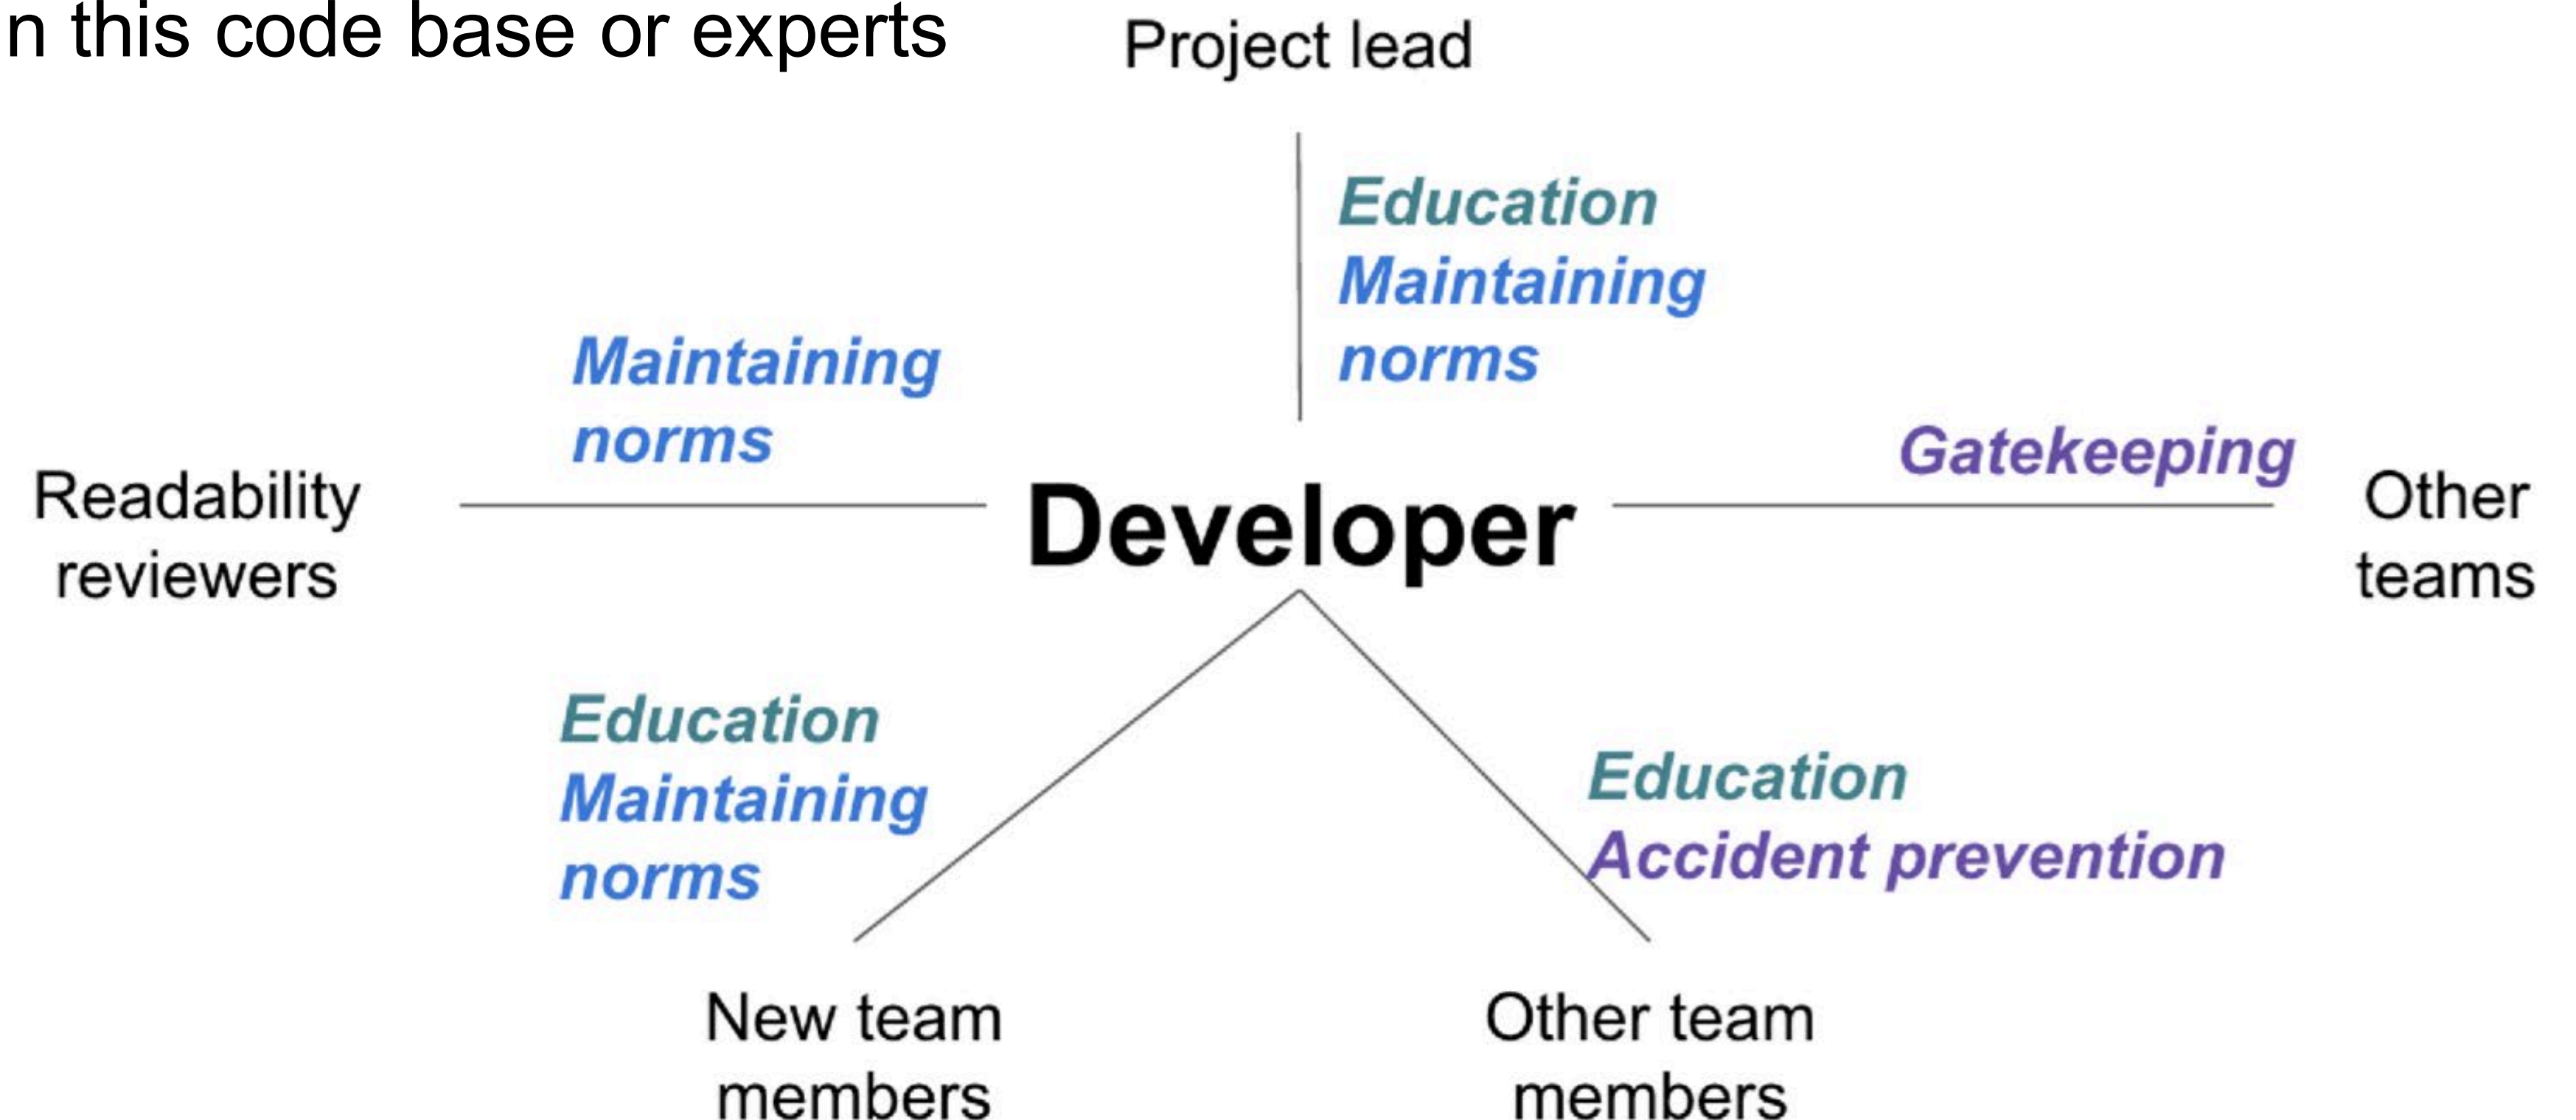 n this code base or experts
Project lead
Education
Maintaining
norms
Maintaining
norms
Gatekeeping
Readability
reviewers
Developer
Other
teams
Education
Maintaining
norms
Education
Accident prevention
New team
members
Other team
members